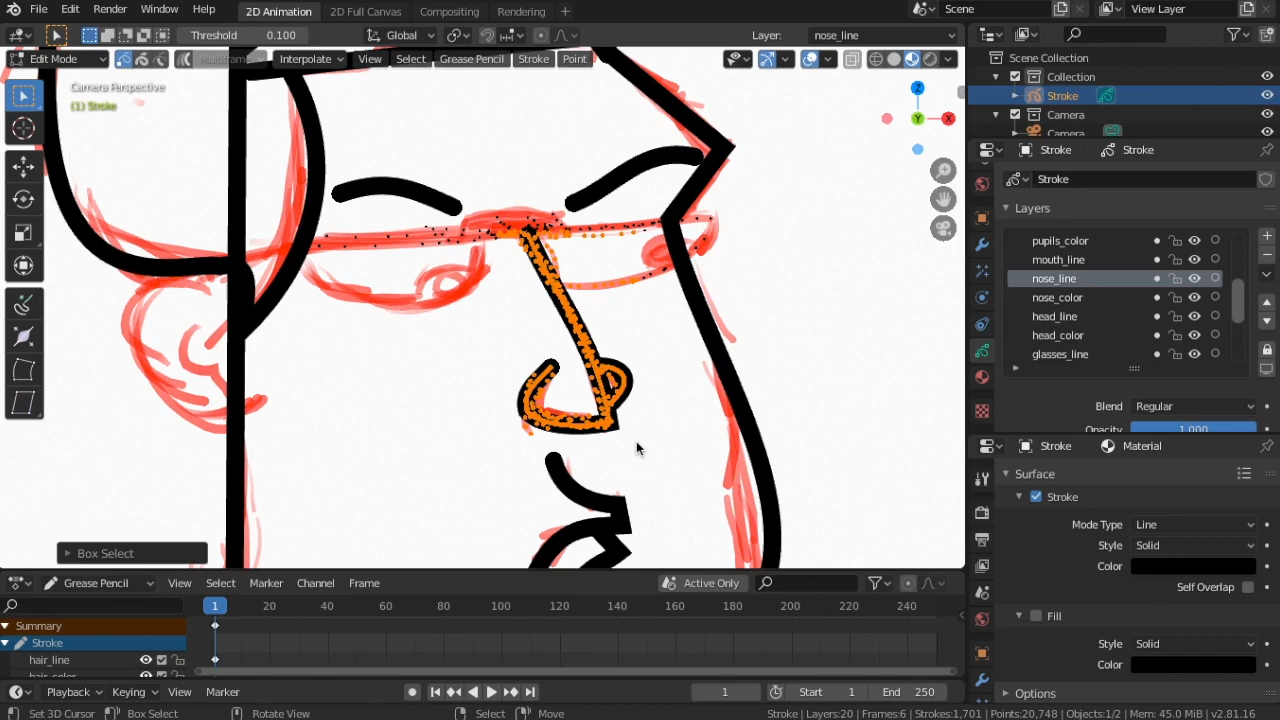 File Edit Render Window Help 2D Animation 2D Full Canvas Compositing Rendering + Scene View Layer
Threshold 0.100 Global Layer: nose_line
Edit Mode Multiframe Interpolate View Select Grease Pencil Stroke Point
Camera Perspective
(1) Stroke
Z
Y
X
Box Select
Scene Collection
Collection
Stroke
Camera
Camera
Stroke Stroke
Stroke
Layers
pupils_color
mouth_line
nose_line
nose_color
head_line
head_color
glasses_line
Blend Regular
Opacity 1.000
Stroke Material
Surface
Stroke
Mode Type Line
Style Solid
Color
Self Overlap
Fill
Style Solid
Color
Options
Grease Pencil View Select Marker Channel Frame Active Only
1 20 40 60 80 100 120 140 160 180 200 220 240
Summary
Stroke
hair_line
Playback Keying View Marker 1 Start 1 End 250
Set 3D Cursor Box Select Rotate View Select Move Stroke | Layers:20 | Frames:6 | Strokes:1,701 | Points:20,748 | Objects:1/2 | Mem: 45.0 MiB | v2.81.16